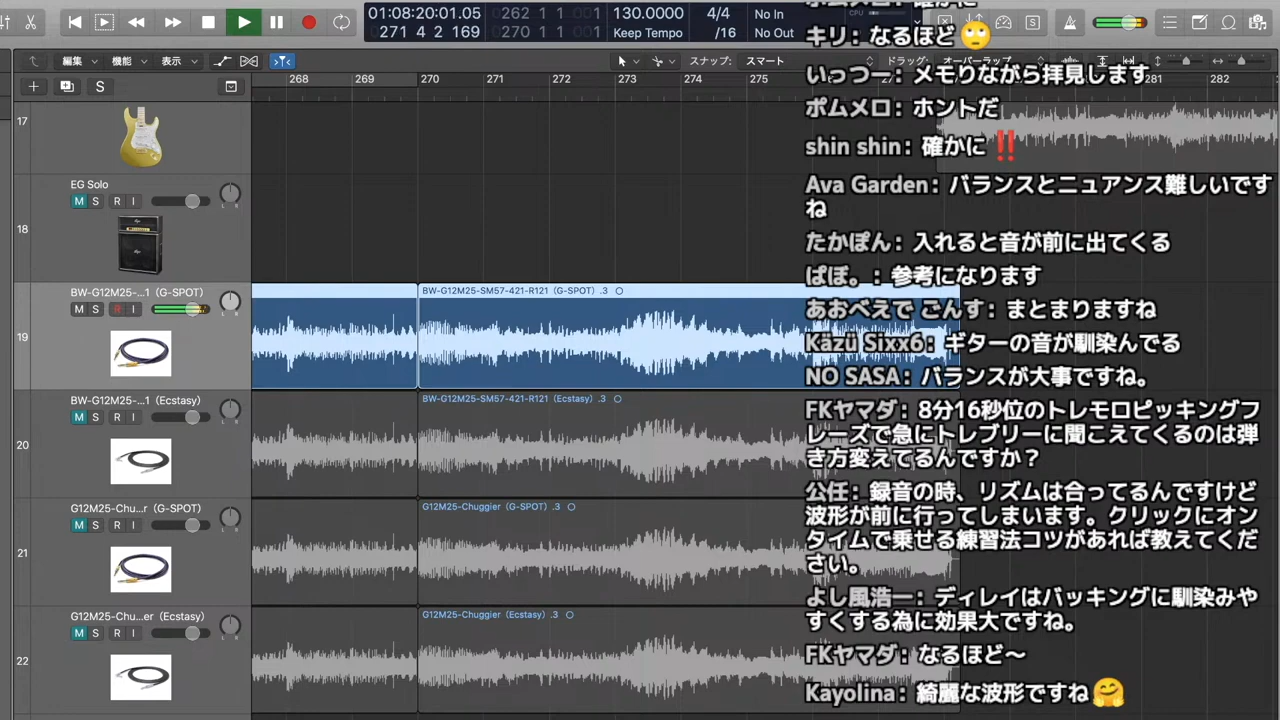 01:08:20:01.05
271 4 2 169
0262 1 1 001
0270 1 1 001
130.0000
Keep Tempo
4/4
/16
No In
No Out
CPU
編集
機能
表示
スナップ:
スマート
ドラッグ:
オーバーラップ
S
268
269
270
271
272
273
274
275
281
282
17
EG Solo
M S R I
L R
18
BW-G12M25-...1 (G-SPOT)
M S R I
L R
19
BW-G12M25-SM57-421-R121 (G-SPOT) .3
BW-G12M25-...1 (Ecstasy)
M S R I
L R
20
BW-G12M25-SM57-421-R121 (Ecstasy) .3
G12M25-Chu...r (G-SPOT)
M S R I
L R
21
G12M25-Chuggier (G-SPOT) .3
G12M25-Chu...er (Ecstasy)
M S R I
L R
22
G12M25-Chuggier (Ecstasy) .3
キリ: なるほど🙄
いっつー: メモりながら拝見します
ポムメロ: ホントだ
shin shin: 確かに‼️
Ava Garden: バランスとニュアンス難しいです
ね
たかぽん: 入れると音が前に出てくる
ぱぽ。: 参考になります
あおべえで ごんす: まとまりますね
Käzü Sixx6: ギターの音が馴染んでる
NO SASA: バランスが大事ですね。
FKヤマダ: 8分16秒位のトレモロピッキングフ
レーズで急にトレブリーに聞こえてくるのは弾
き方変えてるんですか？
公任: 録音の時、リズムは合ってるんですけど
波形が前に行ってしまいます。クリックにオン
タイムで乗せる練習法コツがあれば教えてくだ
さい。
よし風浩一: ディレイはバッキングに馴染みや
すくする為に効果大ですね。
FKヤマダ: なるほど〜
Kayolina: 綺麗な波形ですね🤗